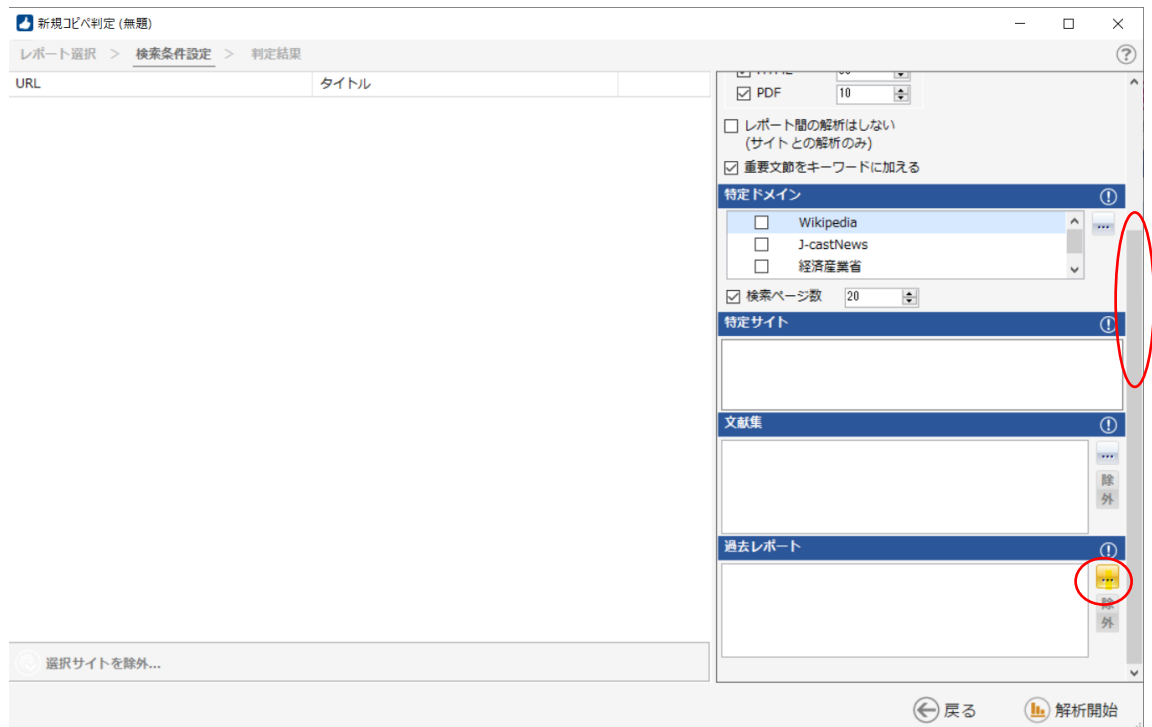 新規コピペ判定 (無題)
レポート選択 > 検索条件設定 > 判定結果
?
URL タイトル
PDF 10
レポート間の解析はしない
(サイトとの解析のみ)
重要文節をキーワードに加える
特定ドメイン
Wikipedia
...
J-castNews
経済産業省
検索ページ数 20
特定サイト
文献集
...
除
外
過去レポート
...
除
外
選択サイトを除外...
戻る 解析開始